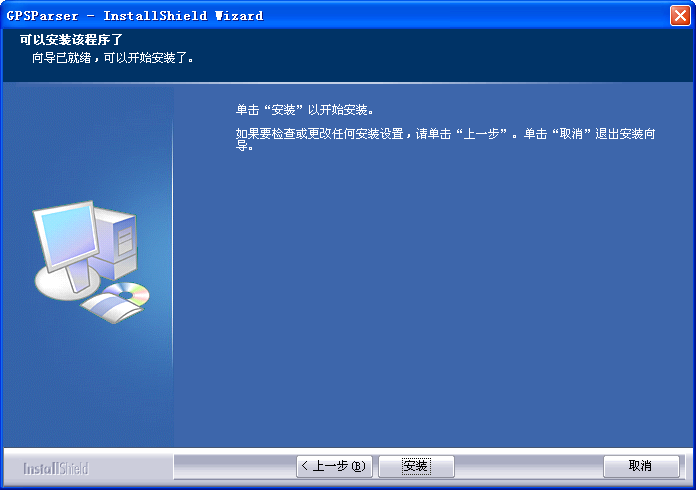 GPSParser - InstallShield Wizard
可以安装该程序了
向导已就绪，可以开始安装了。
单击“安装”以开始安装。
如果要检查或更改任何安装设置，请单击“上一步”。单击“取消”退出安装向
导。
InstallShield
< 上一步(B)
安装
取消